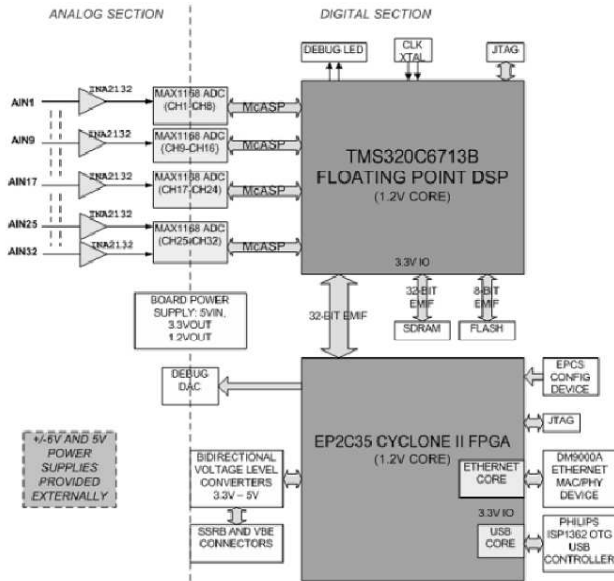 ANALOG SECTION
DIGITAL SECTION
DEBUG LED
CLK
XTAL
JTAG
INA2132
AIN1
MAX1168 ADC
(CH1-CH8)
McASP
INA2132
AIN9
MAX1168 ADC
(CH9-CH16)
McASP
INA2132
AIN17
MAX1168 ADC
(CH17-CH24)
McASP
INA2132
AIN25
MAX1168 ADC
(CH25-CH32)
McASP
INA2132
AIN32
TMS320C6713B
FLOATING POINT DSP
(1.2V CORE)
3.3V IO
BOARD POWER
SUPPLY: 5VIN,
3.3VOUT
1.2VOUT
32-BIT EMIF
32-BIT
EMIF
8-BIT
EMIF
SDRAM
FLASH
DEBUG
DAC
EPCS
CONFIG
DEVICE
JTAG
EP2C35 CYCLONE II FPGA
(1.2V CORE)
+/-6V AND 5V
POWER
SUPPLIES
PROVIDED
EXTERNALLY
BIDIRECTIONAL
VOLTAGE LEVEL
CONVERTERS
3.3V – 5V
SSRB AND VBE
CONNECTORS
ETHERNET
CORE
DM9000A
ETHERNET
MAC/PHY
DEVICE
3.3V IO
USB
CORE
PHILIPS
ISP1362 OTG
USB
CONTROLLER